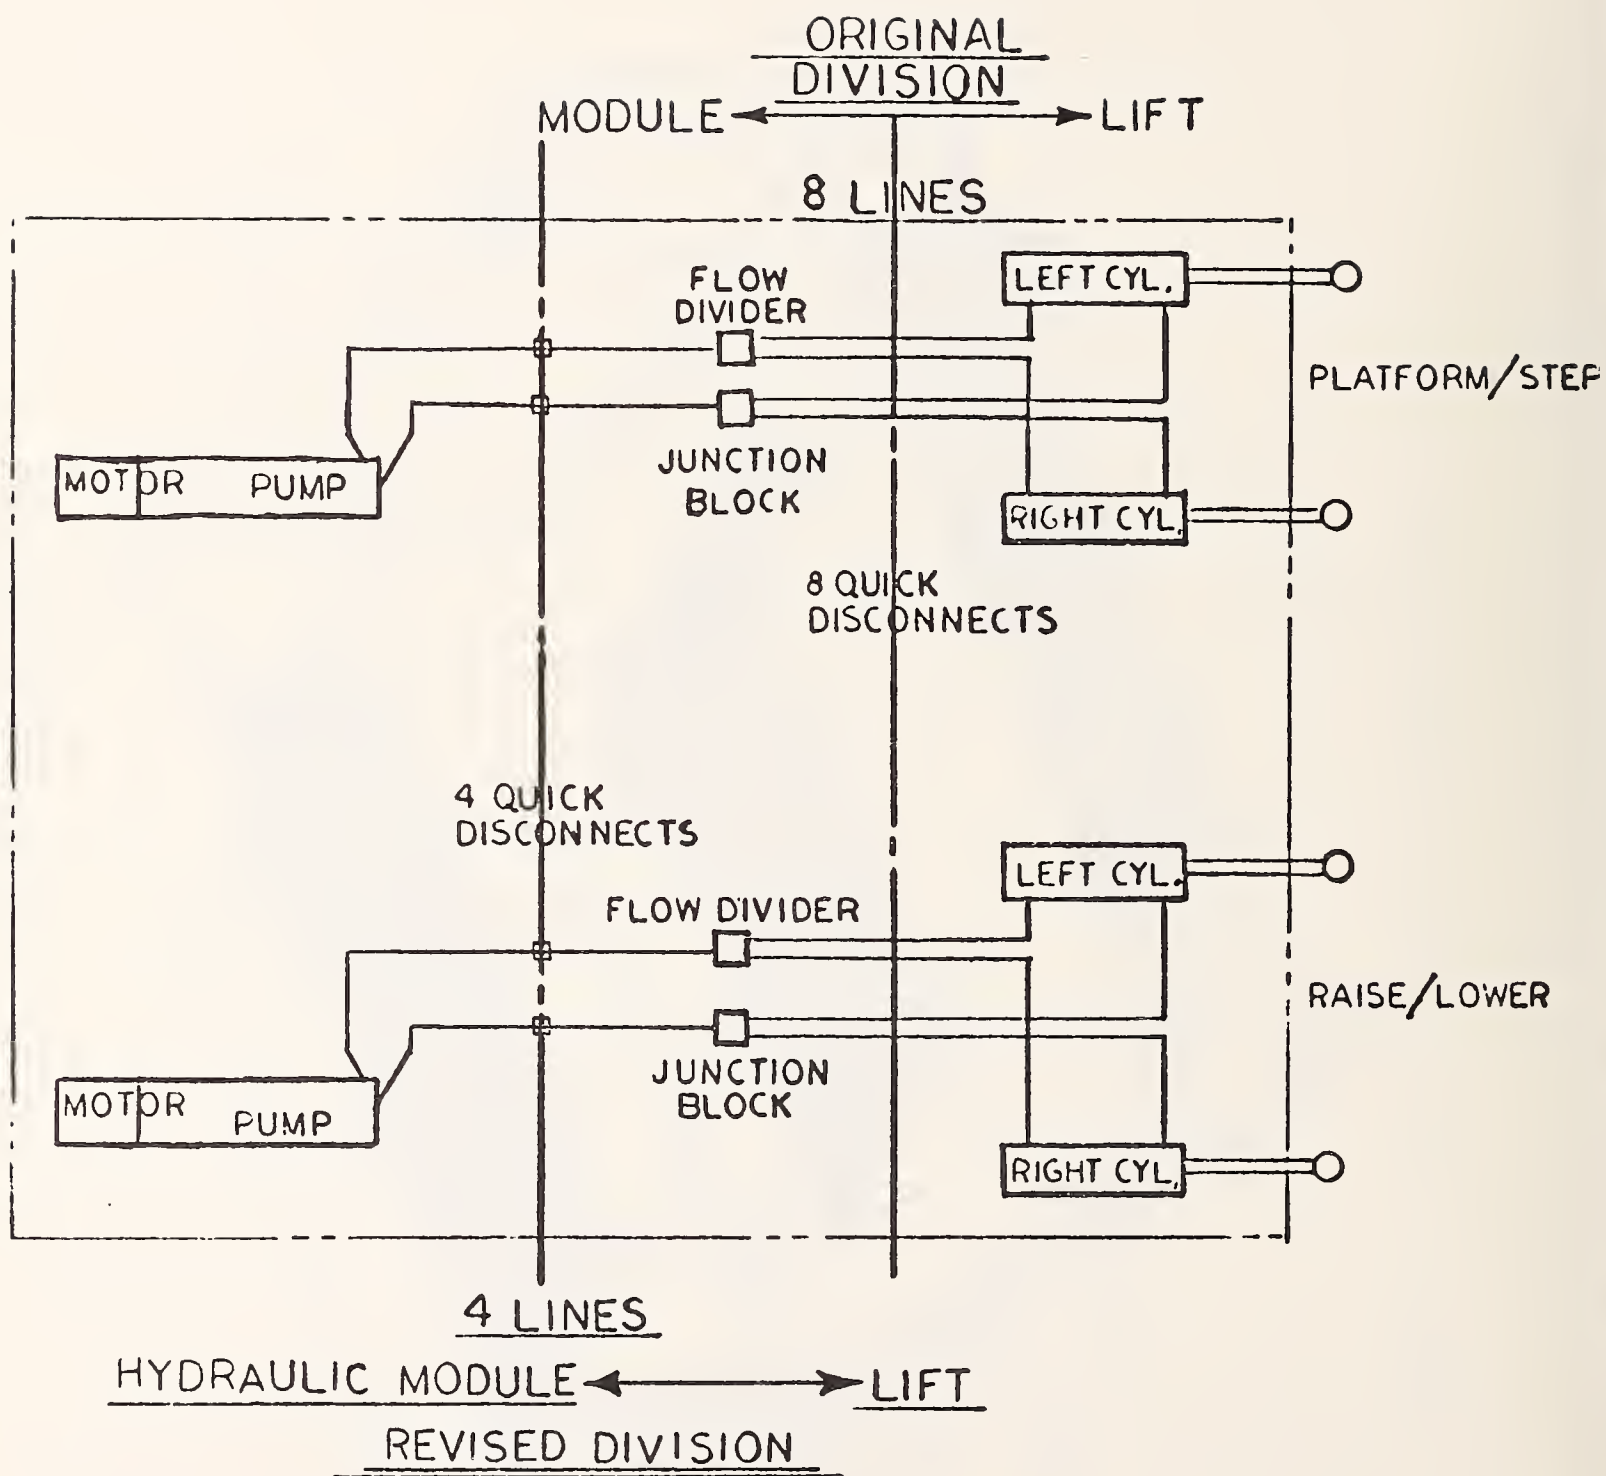 ORIGINAL
DIVISION
MODULE LIFT
8 LINES
FLOW
DIVIDER
LEFT CYL.
PLATFORM/STEP
JUNCTION
BLOCK
MOTOR PUMP
RIGHT CYL.
8 QUICK
DISCONNECTS
4 QUICK
DISCONNECTS
LEFT CYL.
FLOW DIVIDER
RAISE/LOWER
JUNCTION
BLOCK
MOTOR PUMP
RIGHT CYL.
4 LINES
HYDRAULIC MODULE LIFT
REVISED DIVISION